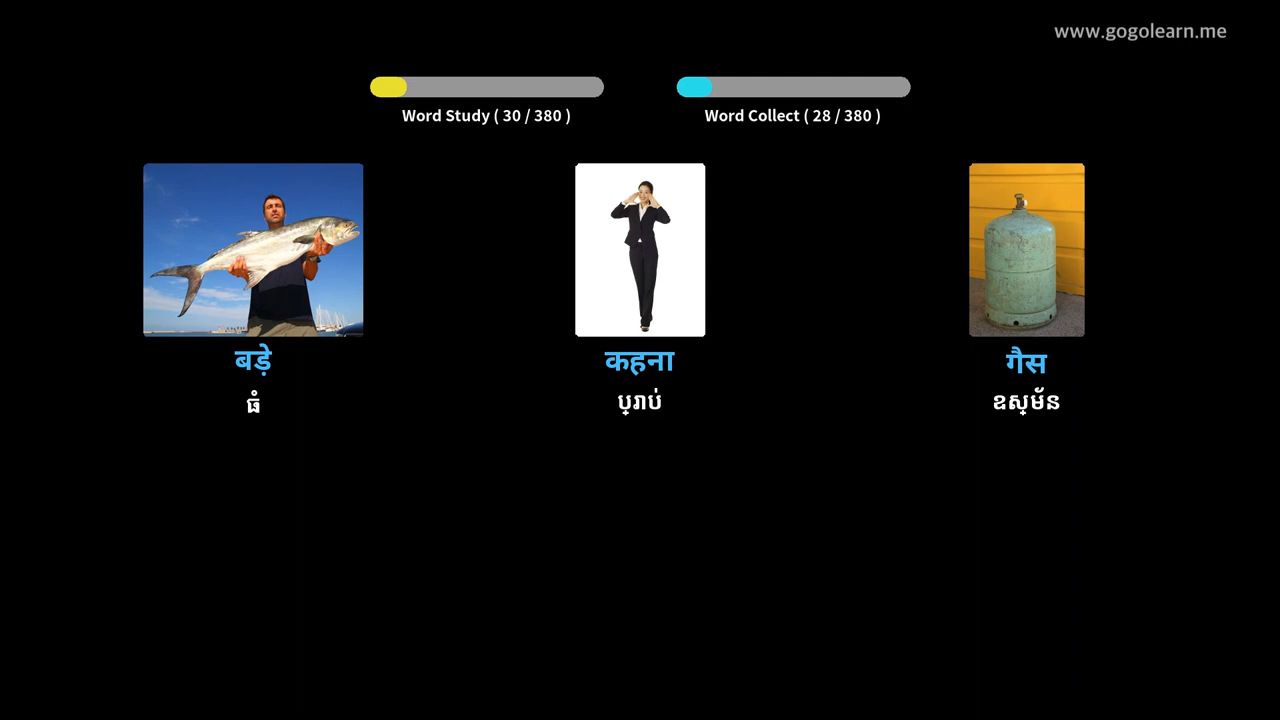 www.gogolearn.me
Word Study ( 30 / 380 )
Word Collect ( 28 / 380 )
बड़े
कहना
गैस
ធំ
ប្រាប់
ឧស្ម័ន